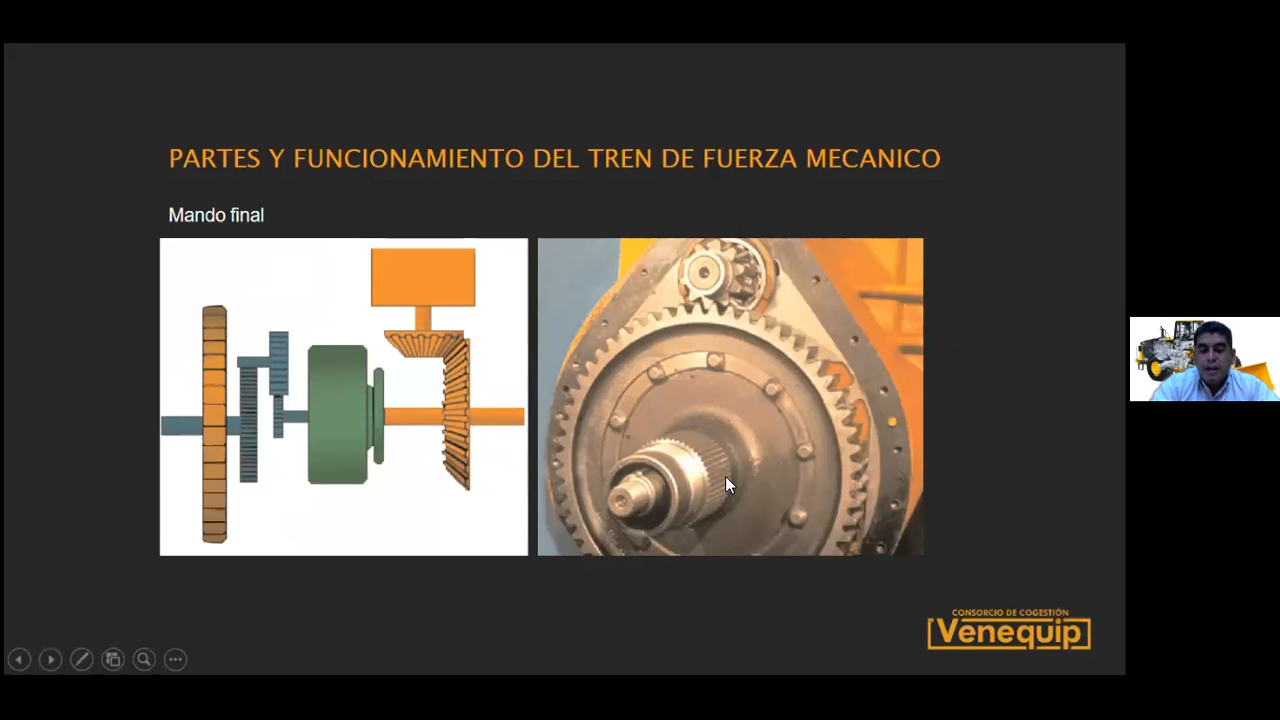 PARTES Y FUNCIONAMIENTO DEL TREN DE FUERZA MECANICO
Mando final
CONSORCIO DE COGESTIÓN
Venequip